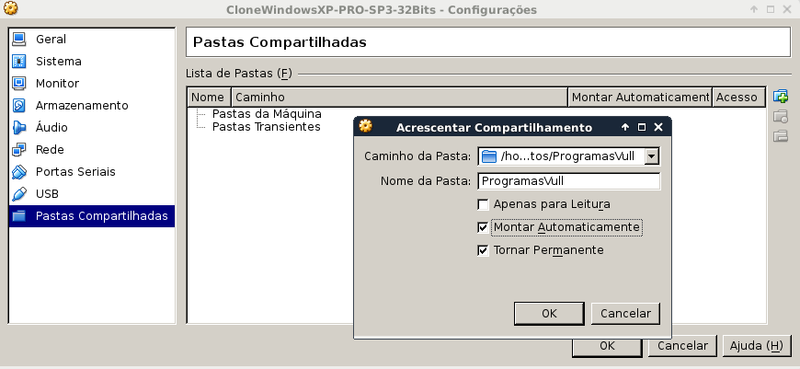 CloneWindowsXP-PRO-SP3-32Bits - Configurações
Geral
Sistema
Monitor
Armazenamento
Áudio
Rede
Portas Seriais
USB
Pastas Compartilhadas
Pastas Compartilhadas
Lista de Pastas (F)
Nome Caminho Montar Automaticament Acesso
Pastas da Máquina
Pastas Transientes
Acrescentar Compartilhamento
Caminho da Pasta: /ho...tos/ProgramasVull
Nome da Pasta: ProgramasVull
Apenas para Leitura
Montar Automaticamente
Tornar Permanente
OK Cancelar
OK Cancelar Ajuda (H)